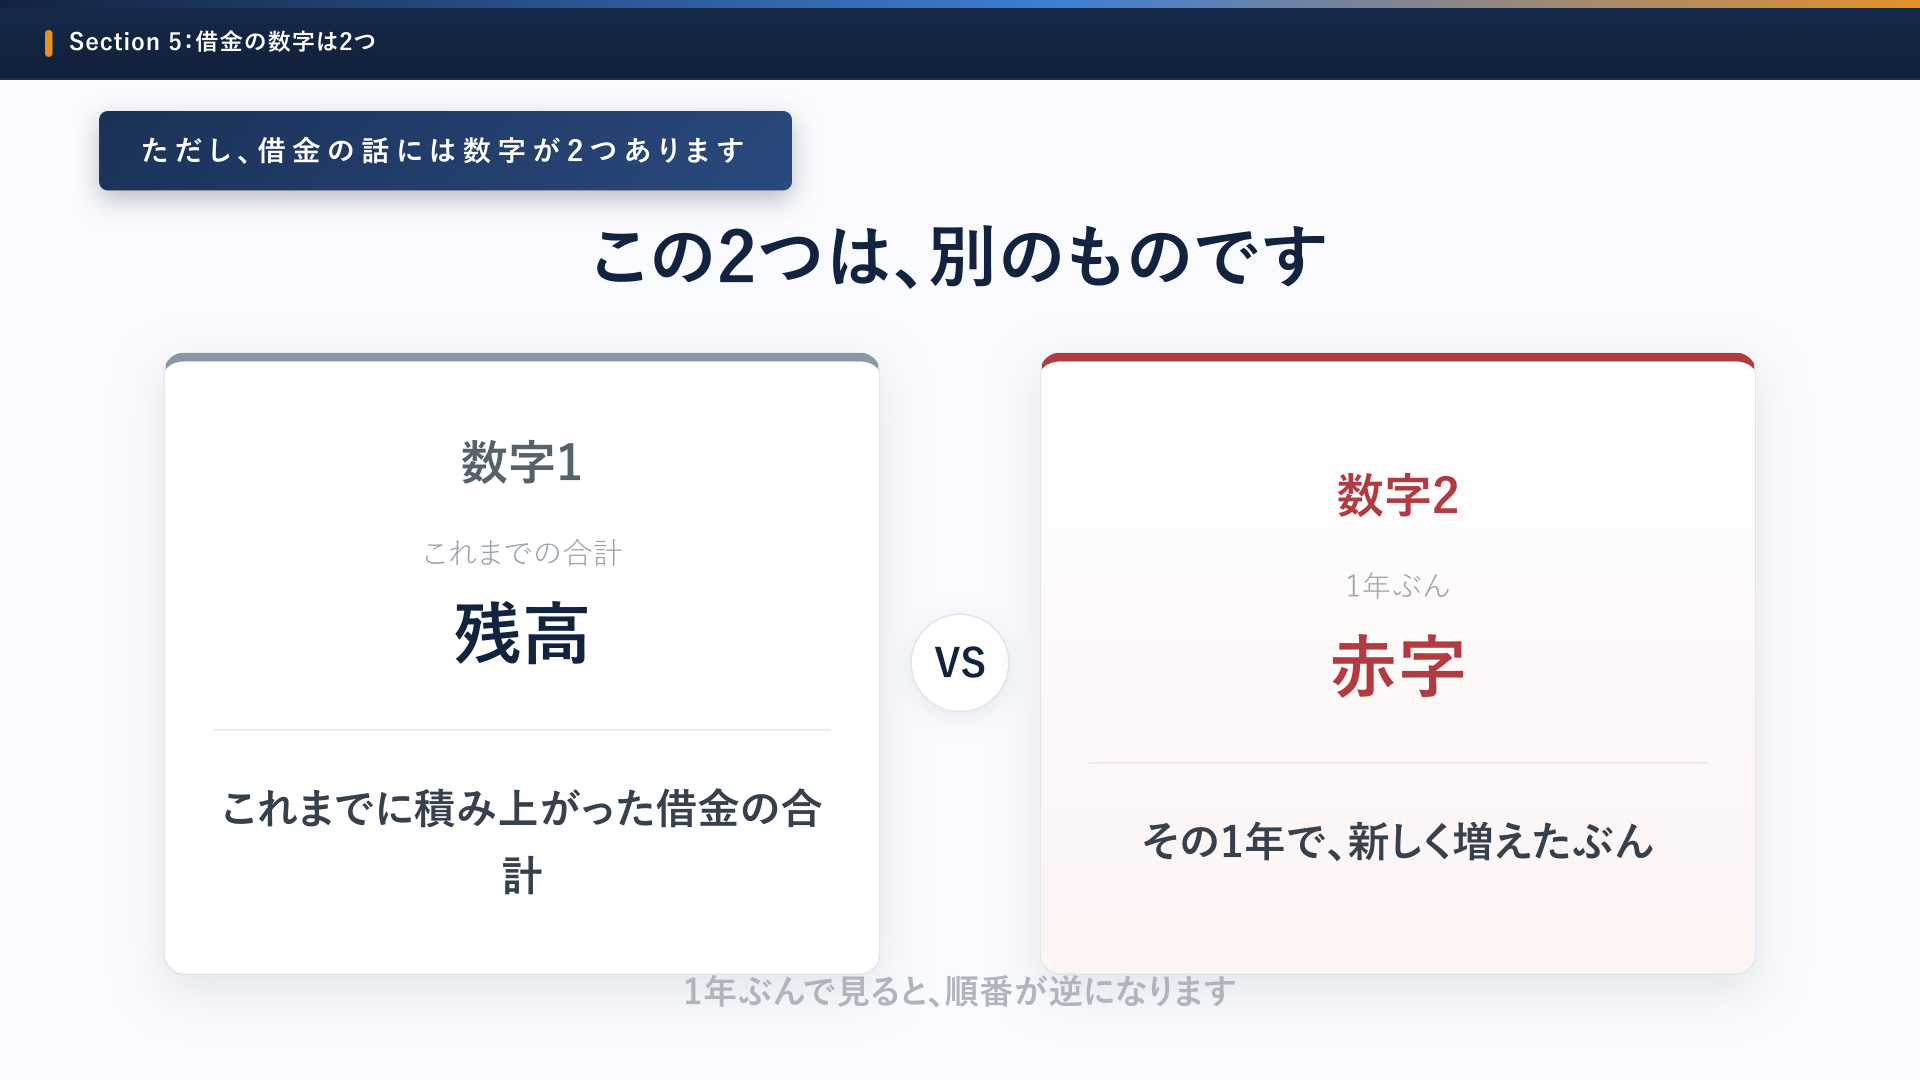 Section 5：借金の数字は2つ
ただし、借金の話には数字が2つあります
この2つは、別のものです
数字1
これまでの合計
残高
これまでに積み上がった借金の合
計
VS
数字2
1年ぶん
赤字
その1年で、新しく増えたぶん
1年ぶんで見ると、順番が逆になります